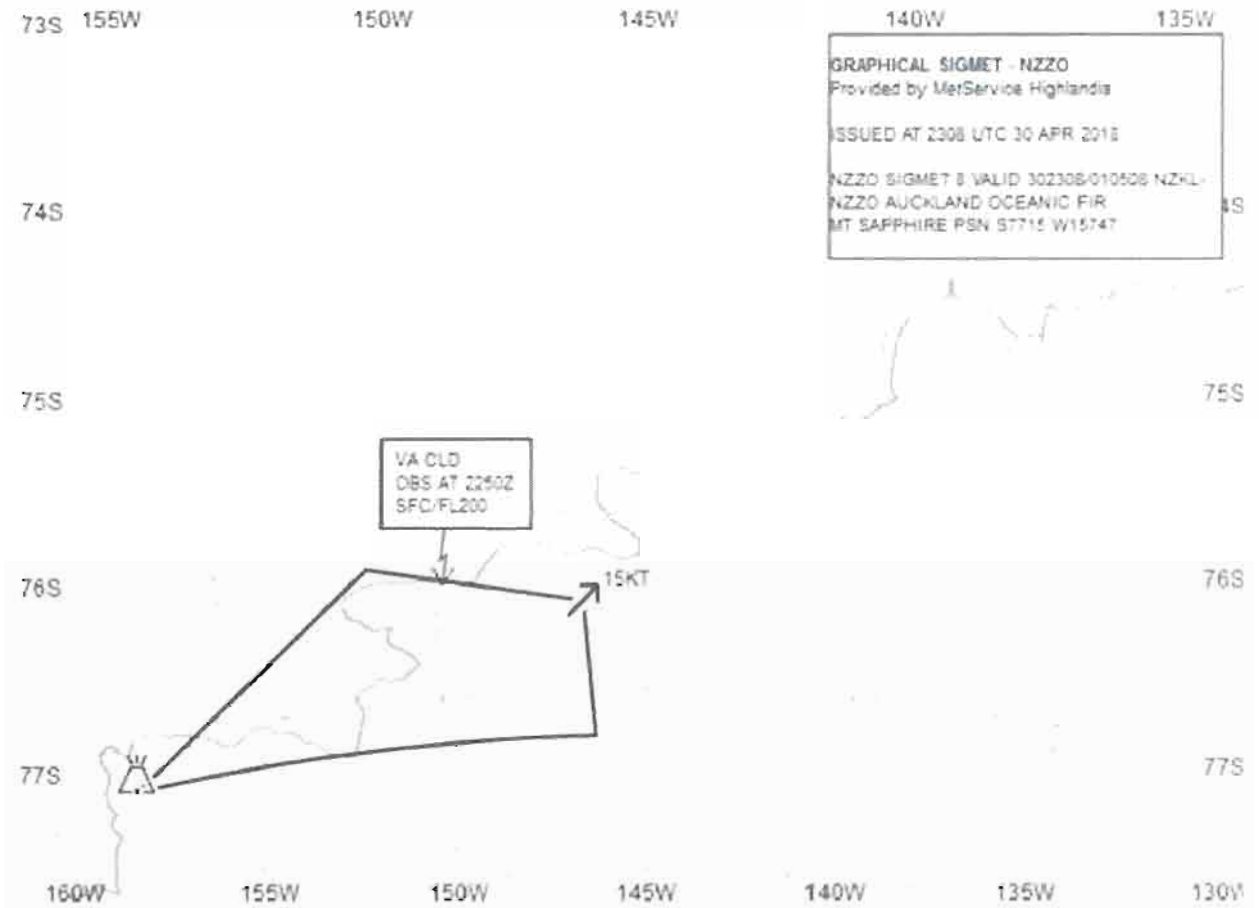 73S 155W 150W 145W 140W 135W
GRAPHICAL SIGMET - NZZO
Provided by MetService Highlandia
ISSUED AT 2308 UTC 30 APR 2018
NZZO SIGMET 8 VALID 302308/010508 NZKL-
NZZO AUCKLAND OCEANIC FIR
MT SAPPHIRE PSN S7715 W15747
74S 4S
75S 75S
VA CLD
OBS AT 2250Z
SFC/FL200
76S 15KT 76S
77S 77S
160W 155W 150W 145W 140W 135W 130W